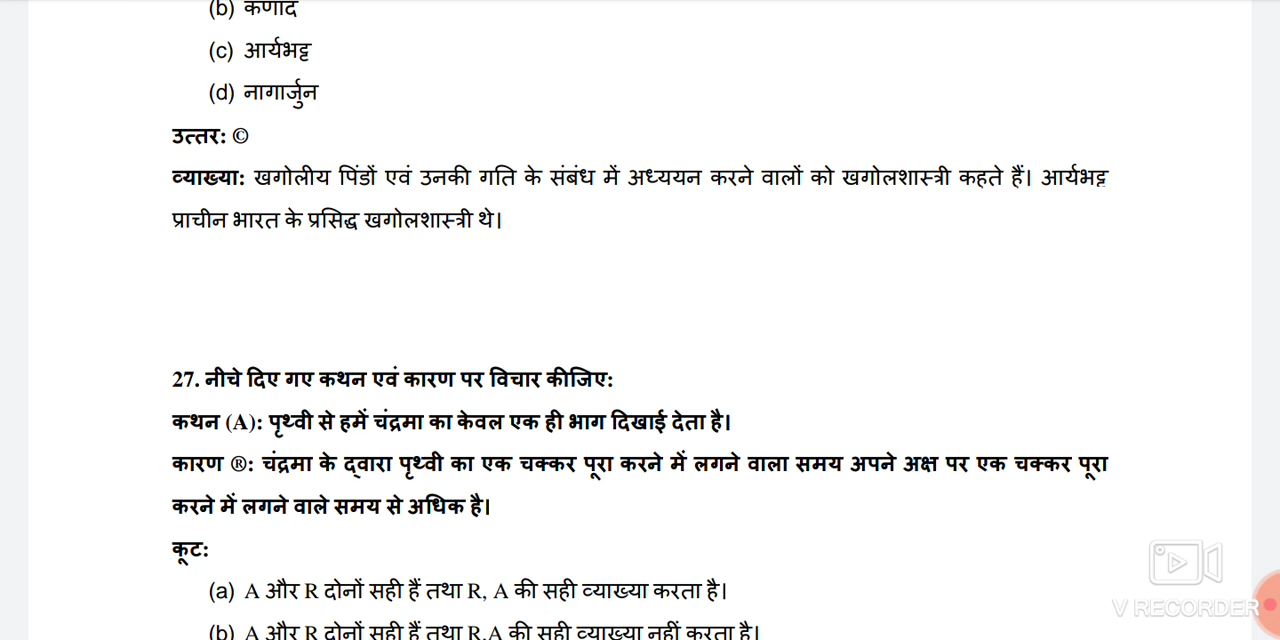 (b) कणाद
(c) आर्यभट्ट
(d) नागार्जुन
उत्तर: ©
व्याख्या: खगोलीय पिंडों एवं उनकी गति के संबंध में अध्ययन करने वालों को खगोलशास्त्री कहते हैं। आर्यभट्ट
प्राचीन भारत के प्रसिद्ध खगोलशास्त्री थे।
27. नीचे दिए गए कथन एवं कारण पर विचार कीजिए:
कथन (A): पृथ्वी से हमें चंद्रमा का केवल एक ही भाग दिखाई देता है।
कारण ®: चंद्रमा के द्वारा पृथ्वी का एक चक्कर पूरा करने में लगने वाला समय अपने अक्ष पर एक चक्कर पूरा
करने में लगने वाले समय से अधिक है।
कूट:
(a) A और R दोनों सही हैं तथा R, A की सही व्याख्या करता है।
(b) A और R दोनों सही हैं तथा R,A की सही व्याख्या नहीं करता है।
V RECORDER